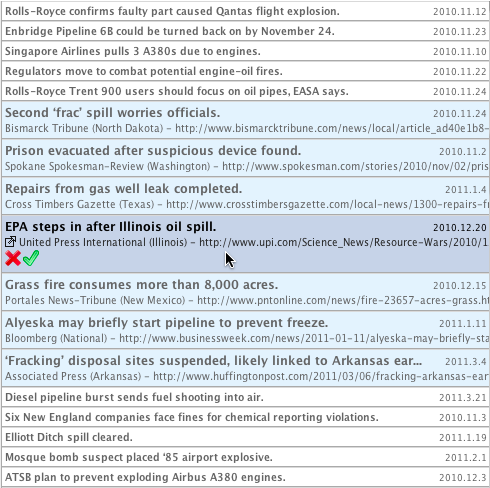 Rolls-Royce confirms faulty part caused Qantas flight explosion. 2010.11.12
Enbridge Pipeline 6B could be turned back on by November 24. 2010.11.23
Singapore Airlines pulls 3 A380s due to engines. 2010.11.10
Regulators move to combat potential engine-oil fires. 2010.11.22
Rolls-Royce Trent 900 users should focus on oil pipes, EASA says. 2010.11.24
Second ‘frac’ spill worries officials. 2010.11.24
Bismarck Tribune (North Dakota) – http://www.bismarcktribune.com/news/local/article_ad40e1b8-
Prison evacuated after suspicious device found. 2010.11.2
Spokane Spokesman-Review (Washington) – http://www.spokesman.com/stories/2010/nov/02/pris
Repairs from gas well leak completed. 2011.1.4
Cross Timbers Gazette (Texas) – http://www.crosstimbersgazette.com/local-news/1300-repairs-f
EPA steps in after Illinois oil spill. 2010.12.20
United Press International (Illinois) – http://www.upi.com/Science_News/Resource-Wars/2010/1
Grass fire consumes more than 8,000 acres. 2010.12.15
Portales News-Tribune (New Mexico) – http://www.pntonline.com/news/fire-23657-acres-grass.ht
Alyeska may briefly start pipeline to prevent freeze. 2011.1.11
Bloomberg (National) – http://www.businessweek.com/news/2011-01-11/alyeska-may-briefly-sta
‘Fracking’ disposal sites suspended, likely linked to Arkansas ear... 2011.3.4
Associated Press (Arkansas) – http://www.huffingtonpost.com/2011/03/06/fracking-arkansas-ear
Diesel pipeline burst sends fuel shooting into air. 2011.3.21
Six New England companies face fines for chemical reporting violations. 2010.11.3
Elliott Ditch spill cleared. 2011.1.19
Mosque bomb suspect placed ‘85 airport explosive. 2011.2.1
ATSB plan to prevent exploding Airbus A380 engines. 2010.12.3